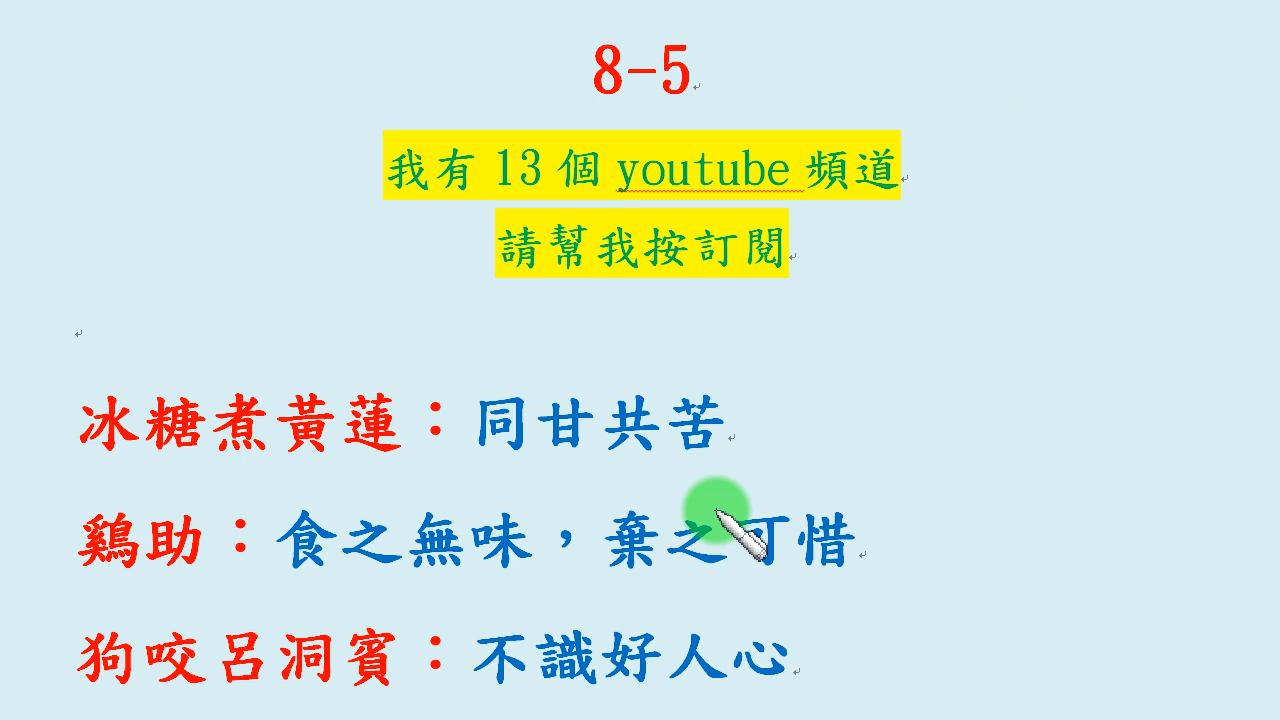 8-5
我有 13 個 youtube 頻道
請幫我按訂閱
冰糖煮黃蓮：同甘共苦
鷄助：食之無味，棄之可惜
狗咬呂洞賓：不識好人心